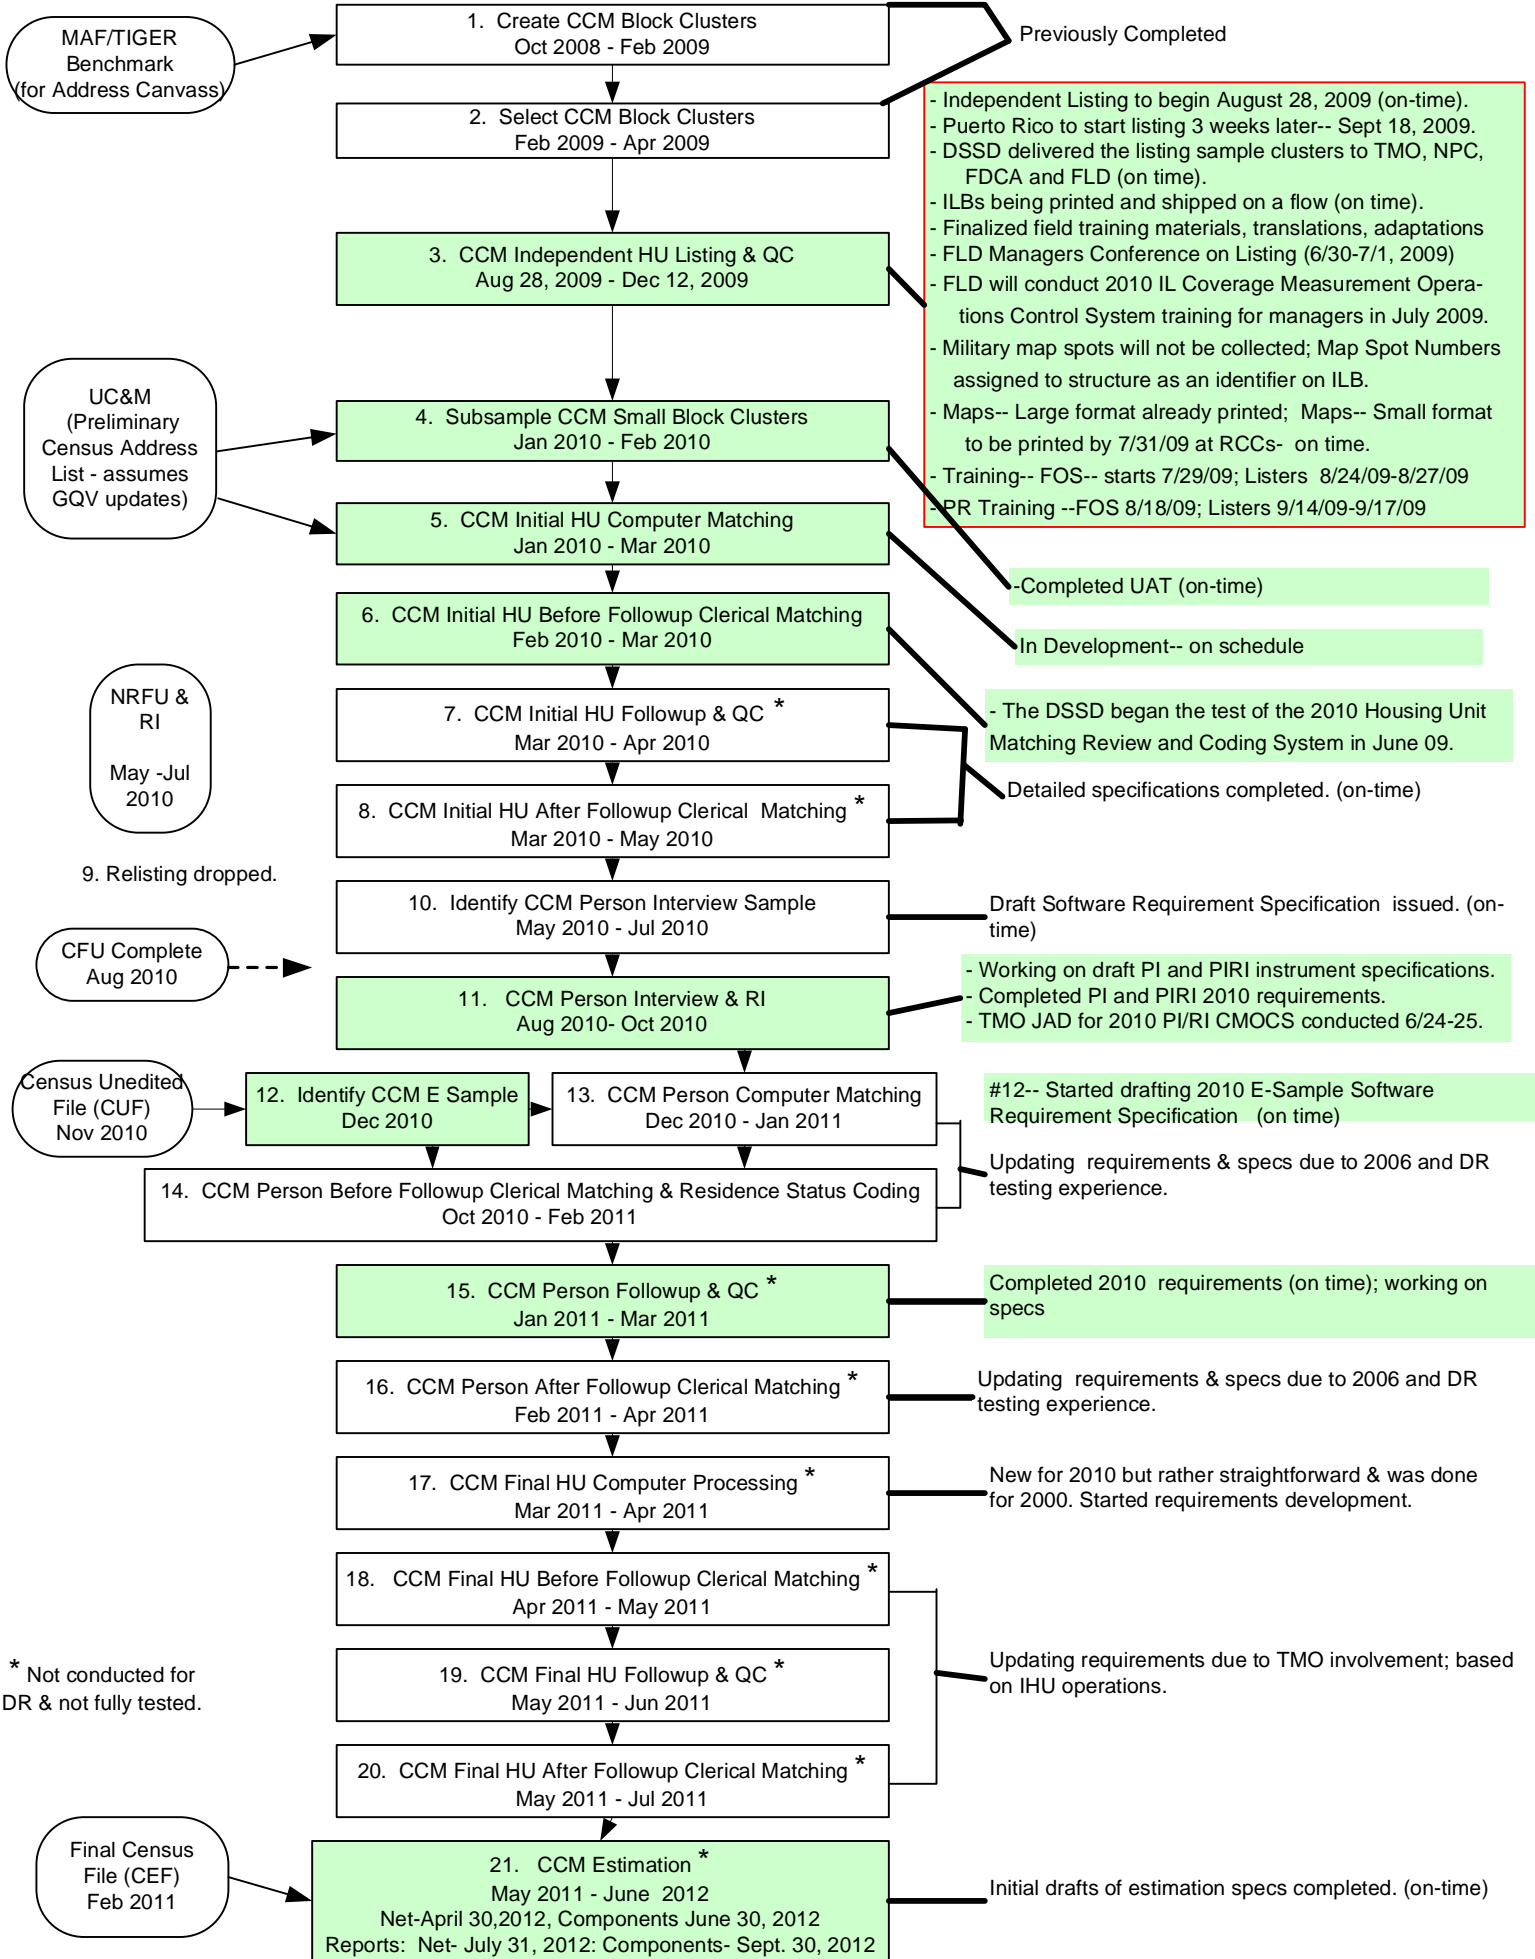 MAF/TIGER
Benchmark
(for Address Canvass)
1. Create CCM Block Clusters
Oct 2008 - Feb 2009
Previously Completed
2. Select CCM Block Clusters
Feb 2009 - Apr 2009
- Independent Listing to begin August 28, 2009 (on-time).
- Puerto Rico to start listing 3 weeks later-- Sept 18, 2009.
- DSSD delivered the listing sample clusters to TMO, NPC,
FDCA and FLD (on time).
- ILBs being printed and shipped on a flow (on time).
- Finalized field training materials, translations, adaptations
- FLD Managers Conference on Listing (6/30-7/1, 2009)
- FLD will conduct 2010 IL Coverage Measurement Opera-
tions Control System training for managers in July 2009.
- Military map spots will not be collected; Map Spot Numbers
assigned to structure as an identifier on ILB.
- Maps-- Large format already printed; Maps-- Small format
to be printed by 7/31/09 at RCCs- on time.
- Training-- FOS-- starts 7/29/09; Listers 8/24/09-8/27/09
- PR Training --FOS 8/18/09; Listers 9/14/09-9/17/09
3. CCM Independent HU Listing & QC
Aug 28, 2009 - Dec 12, 2009
UC&M
(Preliminary
Census Address
List - assumes
GQV updates)
4. Subsample CCM Small Block Clusters
Jan 2010 - Feb 2010
5. CCM Initial HU Computer Matching
Jan 2010 - Mar 2010
-Completed UAT (on-time)
6. CCM Initial HU Before Followup Clerical Matching
Feb 2010 - Mar 2010
In Development-- on schedule
NRFU &
RI
May -Jul
2010
7. CCM Initial HU Followup & QC *
Mar 2010 - Apr 2010
- The DSSD began the test of the 2010 Housing Unit
Matching Review and Coding System in June 09.
8. CCM Initial HU After Followup Clerical Matching *
Mar 2010 - May 2010
Detailed specifications completed. (on-time)
9. Relisting dropped.
10. Identify CCM Person Interview Sample
May 2010 - Jul 2010
Draft Software Requirement Specification issued. (on-
time)
CFU Complete
Aug 2010
11. CCM Person Interview & RI
Aug 2010- Oct 2010
- Working on draft PI and PIRI instrument specifications.
- Completed PI and PIRI 2010 requirements.
- TMO JAD for 2010 PI/RI CMOCS conducted 6/24-25.
Census Unedited
File (CUF)
Nov 2010
12. Identify CCM E Sample
Dec 2010
13. CCM Person Computer Matching
Dec 2010 - Jan 2011
#12-- Started drafting 2010 E-Sample Software
Requirement Specification (on time)
14. CCM Person Before Followup Clerical Matching & Residence Status Coding
Oct 2010 - Feb 2011
Updating requirements & specs due to 2006 and DR
testing experience.
15. CCM Person Followup & QC *
Jan 2011 - Mar 2011
Completed 2010 requirements (on time); working on
specs
16. CCM Person After Followup Clerical Matching *
Feb 2011 - Apr 2011
Updating requirements & specs due to 2006 and DR
testing experience.
17. CCM Final HU Computer Processing *
Mar 2011 - Apr 2011
New for 2010 but rather straightforward & was done
for 2000. Started requirements development.
18. CCM Final HU Before Followup Clerical Matching *
Apr 2011 - May 2011
* Not conducted for
DR & not fully tested.
19. CCM Final HU Followup & QC *
May 2011 - Jun 2011
Updating requirements due to TMO involvement; based
on IHU operations.
20. CCM Final HU After Followup Clerical Matching *
May 2011 - Jul 2011
Final Census
File (CEF)
Feb 2011
21. CCM Estimation *
May 2011 - June 2012
Net-April 30,2012, Components June 30, 2012
Reports: Net- July 31, 2012: Components- Sept. 30, 2012
Initial drafts of estimation specs completed. (on-time)